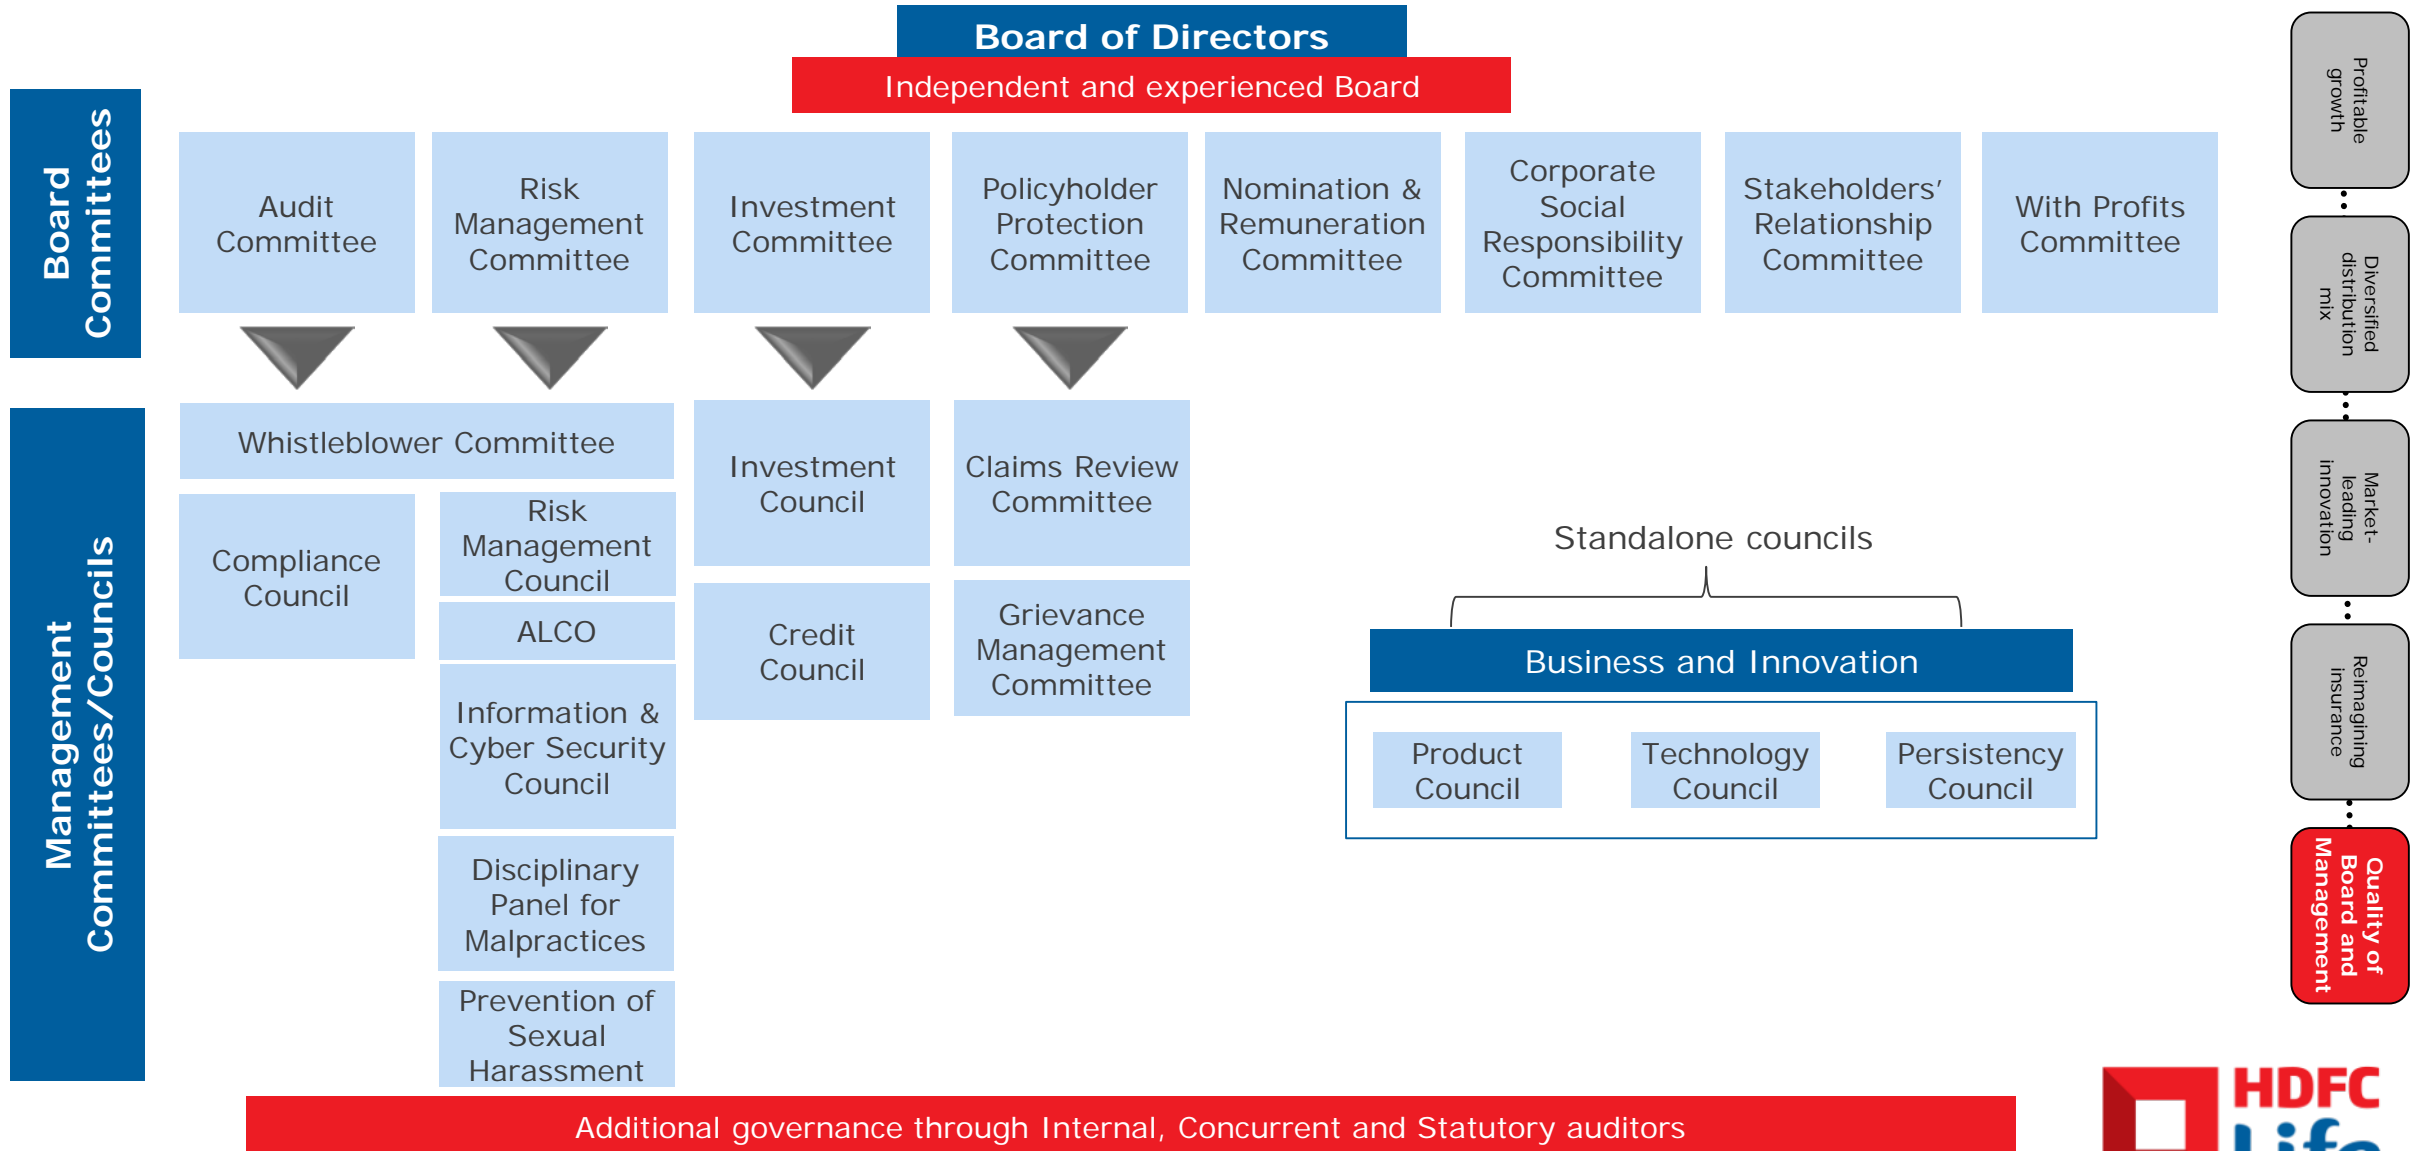 Board of Directors
Independent and experienced Board
Board
Committees
Audit
Committee
Risk
Management
Committee
Investment
Committee
Policyholder
Protection
Committee
Nomination &
Remuneration
Committee
Corporate
Social
Responsibility
Committee
Stakeholders’
Relationship
Committee
With Profits
Committee
Management
Committees/Councils
Whistleblower Committee
Compliance
Council
Risk
Management
Council
ALCO
Information &
Cyber Security
Council
Disciplinary
Panel for
Malpractices
Prevention of
Sexual
Harassment
Investment
Council
Credit
Council
Claims Review
Committee
Grievance
Management
Committee
Standalone councils
Business and Innovation
Product
Council
Technology
Council
Persistency
Council
Additional governance through Internal, Concurrent and Statutory auditors
Profitable
growth
Diversified
distribution
mix
Market-
leading
innovation
Reimagining
insurance
Quality of
Board and
Management
HDFC
Life